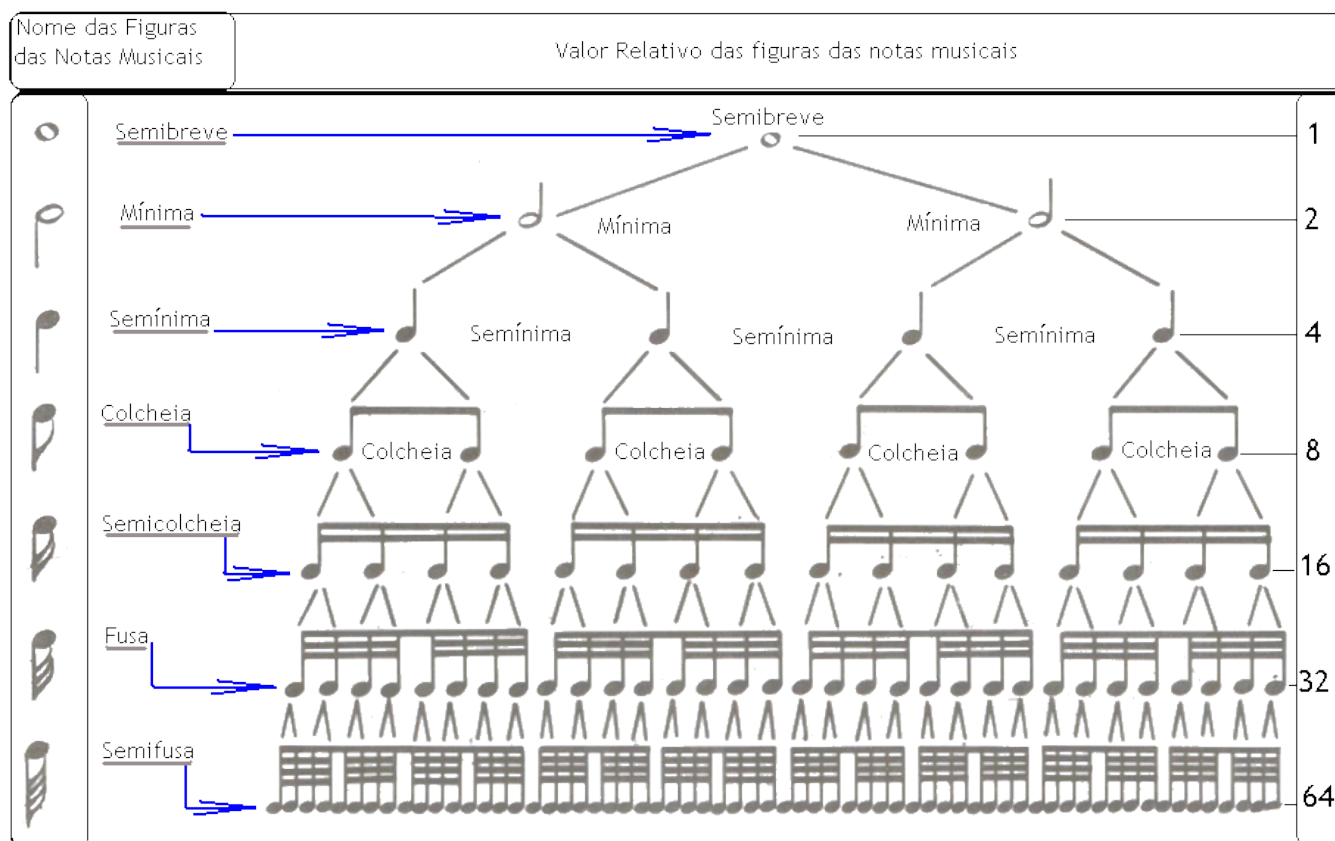 Nome das Figuras
das Notas Musicais
Valor Relativo das figuras das notas musicais
Semibreve
Semibreve
1
Mínima
Mínima
Mínima
2
Semínima
Semínima
Semínima
Semínima
4
Colcheia
Colcheia
Colcheia
Colcheia
Colcheia
8
Semicolcheia
16
Fusa
32
Semifusa
64